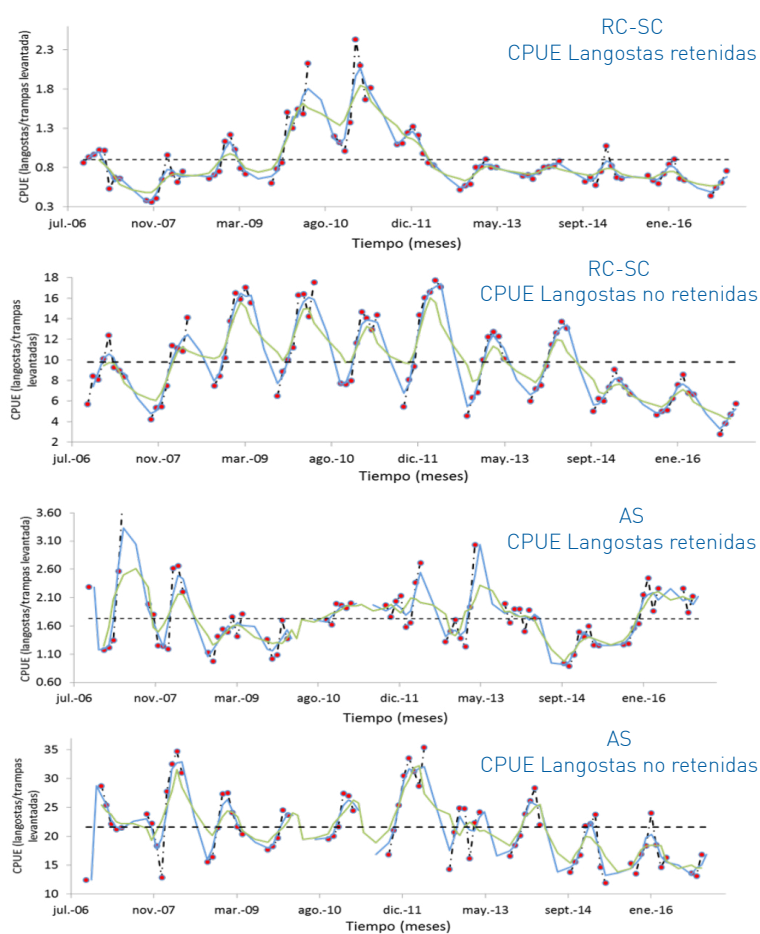 RC-SC
CPUE Langostas retenidas
CPUE (langostas/trampas levantada)
2.3
1.8
1.3
0.8
0.3
jul.-06 nov.-07 mar.-09 ago.-10 dic.-11 may.-13 sept.-14 ene.-16
Tiempo (meses)
RC-SC
CPUE Langostas no retenidas
CPUE (langostas/trampas
levantadas)
18
16
14
12
10
8
6
4
2
jul.-06 nov.-07 mar.-09 ago.-10 dic.-11 may.-13 sept.-14 ene.-16
Tiempo (meses)
AS
CPUE Langostas retenidas
CPUE (langostas/trampas levantada)
3.60
3.10
2.60
2.10
1.60
1.10
0.60
jul.-06 nov.-07 mar.-09 ago.-10 dic.-11 may.-13 sept.-14 ene.-16
Tiempo (meses)
AS
CPUE Langostas no retenidas
CPUE (langostas/trampas
levantadas)
35
30
25
20
15
10
jul.-06 nov.-07 mar.-09 ago.-10 dic.-11 may.-13 sept.-14 ene.-16
Tiempo (meses)